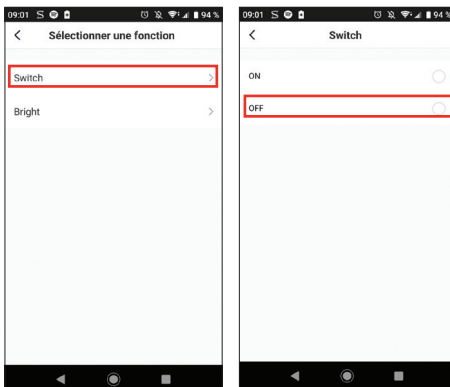 09:01 94 %
Sélectionner une fonction
Switch
Bright
09:01 94 %
Switch
ON
OFF